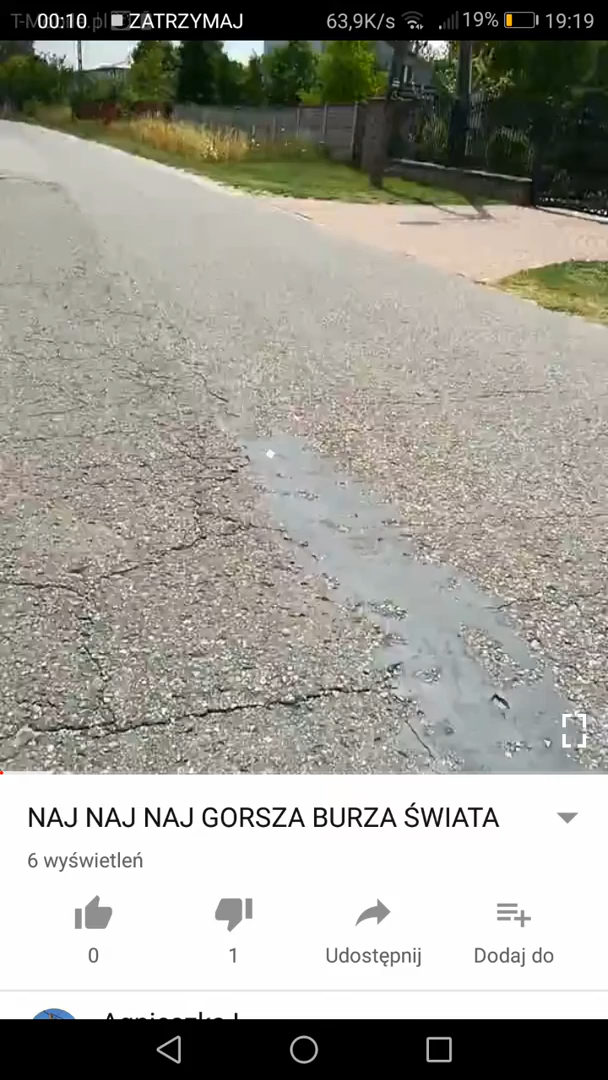 00:10 ZATRZYMAJ 63,9K/s 19% 19:19
NAJ NAJ NAJ GORSZA BURZA ŚWIATA
6 wyświetleń
0 1 Udostępnij Dodaj do